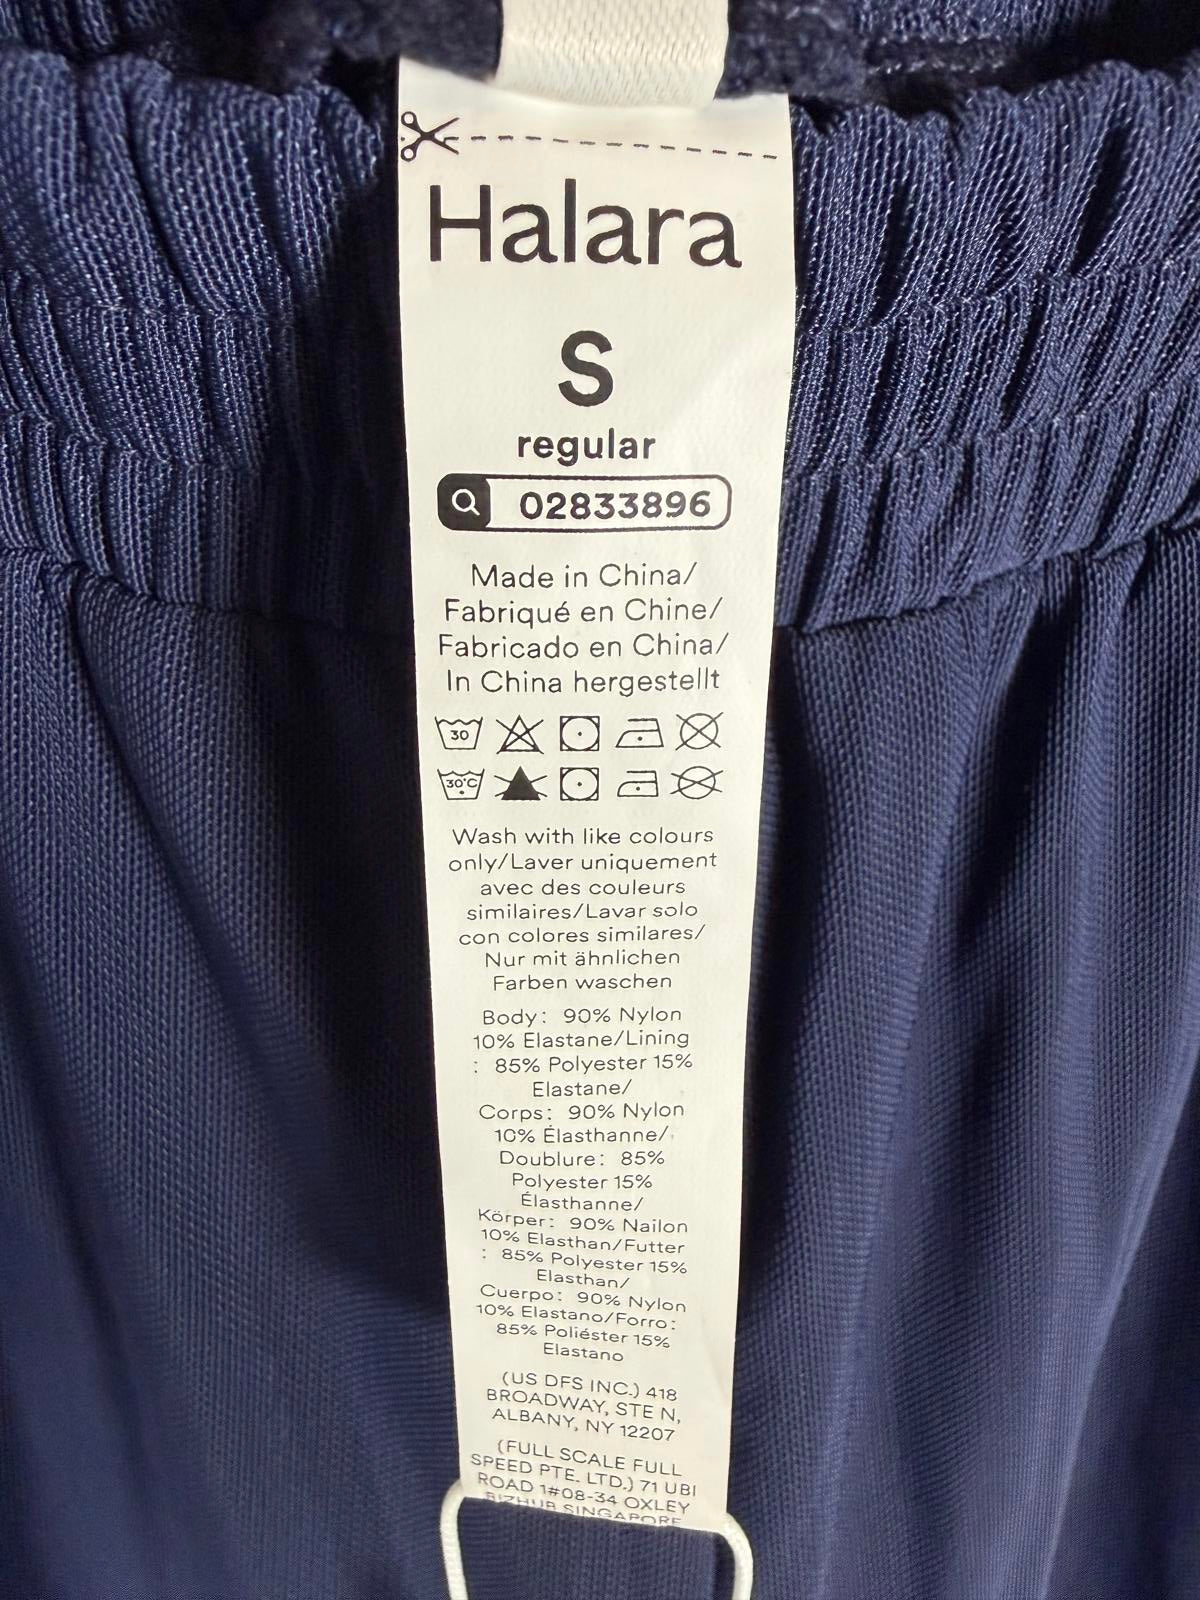 Halara
S
regular
02833896
Made in China/
Fabriqué en Chine/
Fabricado en China/
In China hergestellt
30
30°C
Wash with like colours
only/Laver uniquement
avec des couleurs
similaires/Lavar solo
con colores similares/
Nur mit ähnlichen
Farben waschen
Body: 90% Nylon
10% Elastane/Lining
: 85% Polyester 15%
Elastane/
Corps: 90% Nylon
10% Élasthanne/
Doublure: 85%
Polyester 15%
Élasthanne/
Körper: 90% Nailon
10% Elasthan/Futter
: 85% Polyester 15%
Elasthan/
Cuerpo: 90% Nylon
10% Elastano/Forro:
85% Poliéster 15%
Elastano
(US DFS INC.) 418
BROADWAY, STE N,
ALBANY, NY 12207
(FULL SCALE FULL
SPEED PTE. LTD.) 71 UBI
ROAD 1#08-34 OXLEY
BIZHUB SINGAPORE